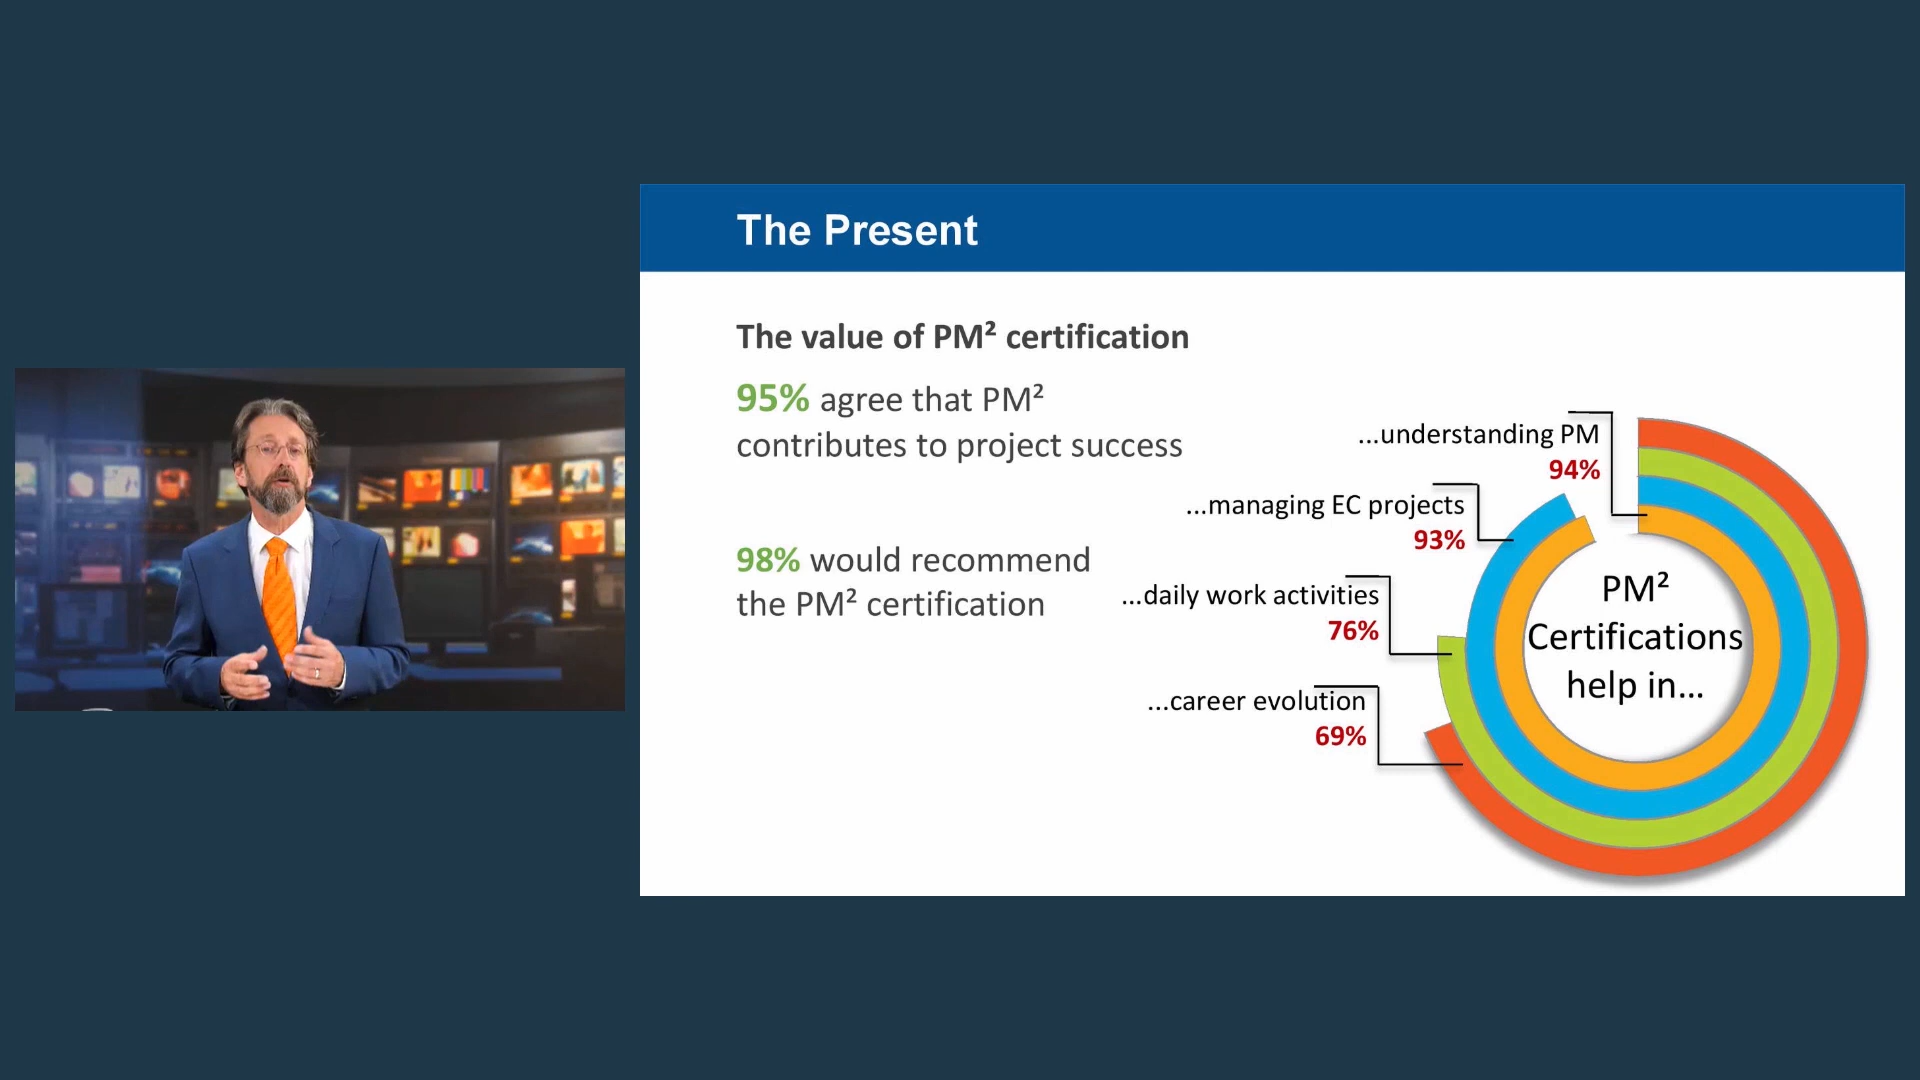 The Present
The value of PM² certification
95% agree that PM²
contributes to project success
98% would recommend
the PM² certification
...understanding PM
94%
...managing EC projects
93%
...daily work activities
76%
...career evolution
69%
PM²
Certifications
help in...